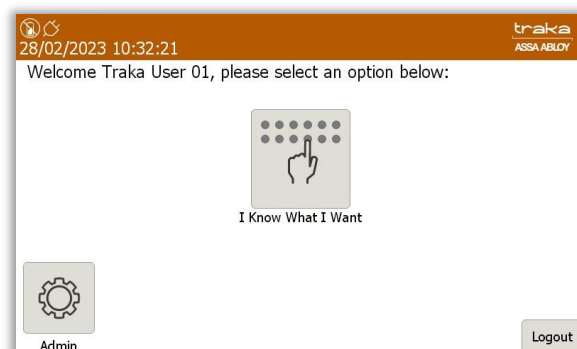 traka
28/02/2023 10:32:21
ASSA ABLOY
Welcome Traka User 01, please select an option below:
I Know What I Want
Logout
Admin